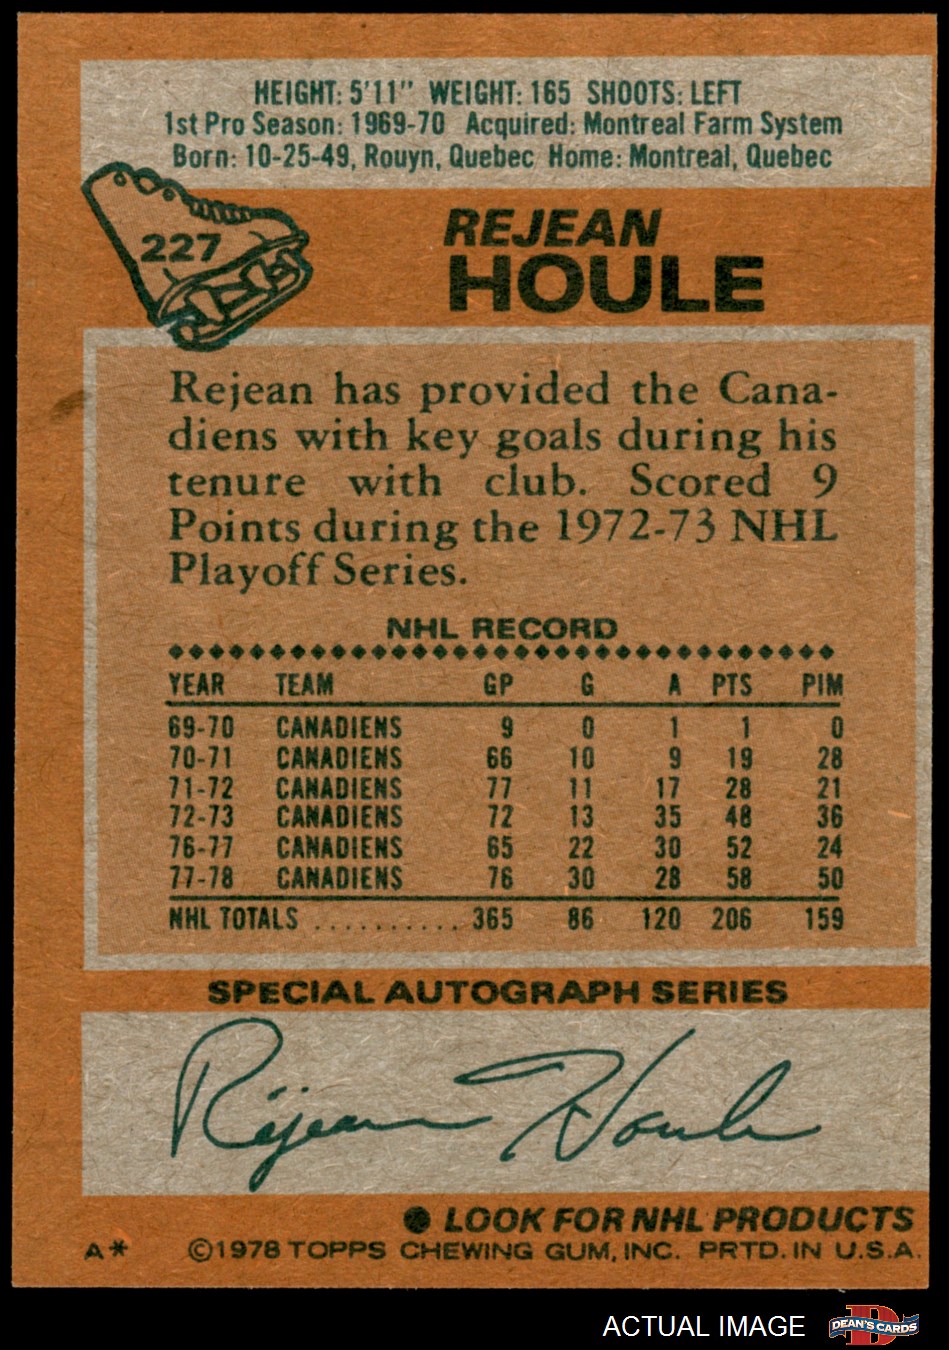 HEIGHT: 5'11" WEIGHT: 165 SHOOTS: LEFT
1st Pro Season: 1969-70 Acquired: Montreal Farm System
Born: 10-25-49, Rouyn, Quebec Home: Montreal, Quebec
227
REJEAN
HOULE
Rejean has provided the Cana-
diens with key goals during his
tenure with club. Scored 9
Points during the 1972-73 NHL
Playoff Series.
NHL RECORD
YEAR TEAM GP G A PTS PIM
69-70 CANADIENS 9 0 1 1 0
70-71 CANADIENS 66 10 9 19 28
71-72 CANADIENS 77 11 17 28 21
72-73 CANADIENS 72 13 35 48 36
76-77 CANADIENS 65 22 30 52 24
77-78 CANADIENS 76 30 28 58 50
NHL TOTALS .......... 365 86 120 206 159
SPECIAL AUTOGRAPH SERIES
Réjean Houle
● LOOK FOR NHL PRODUCTS
A* ©1978 TOPPS CHEWING GUM, INC. PRTD. IN U.S.A.
ACTUAL IMAGE
DEAN'S CARDS